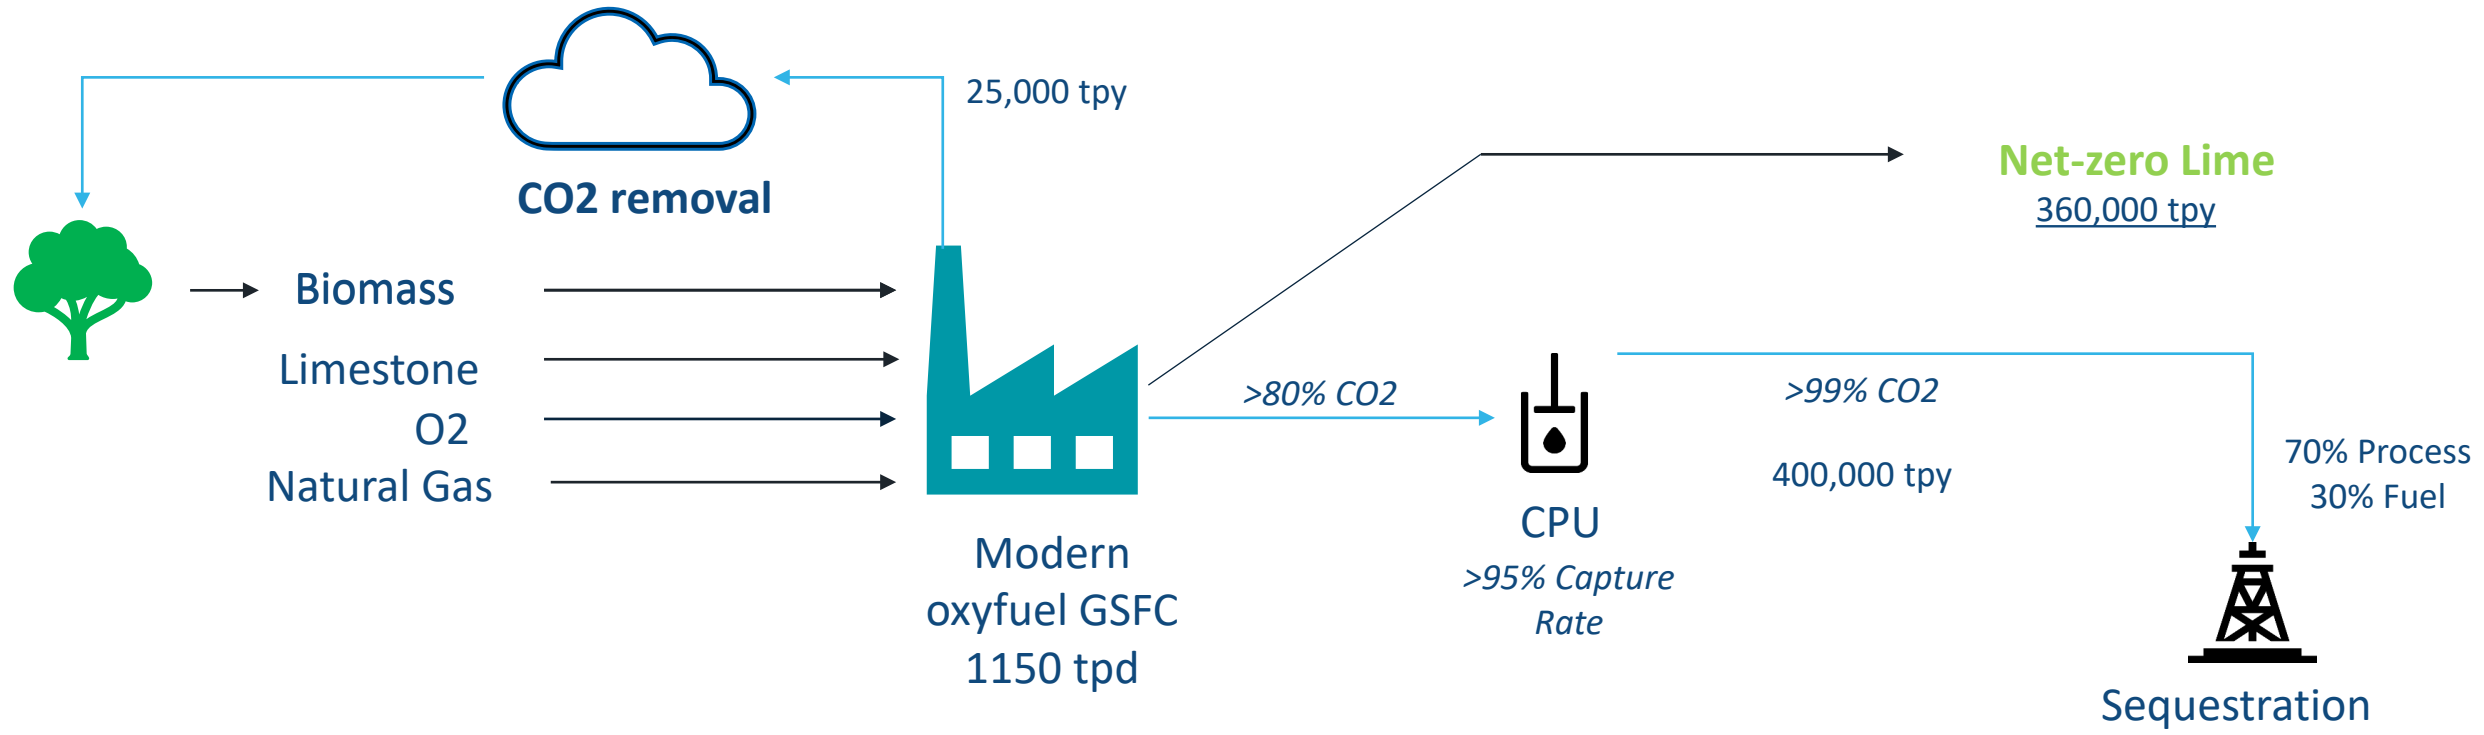 25,000 tpy
CO2 removal
Net-zero Lime
360,000 tpy
Biomass
Limestone
O2
Natural Gas
>80% CO2
>99% CO2
400,000 tpy
70% Process
30% Fuel
CPU
>95% Capture
Rate
Modern
oxyfuel GSFC
1150 tpd
Sequestration